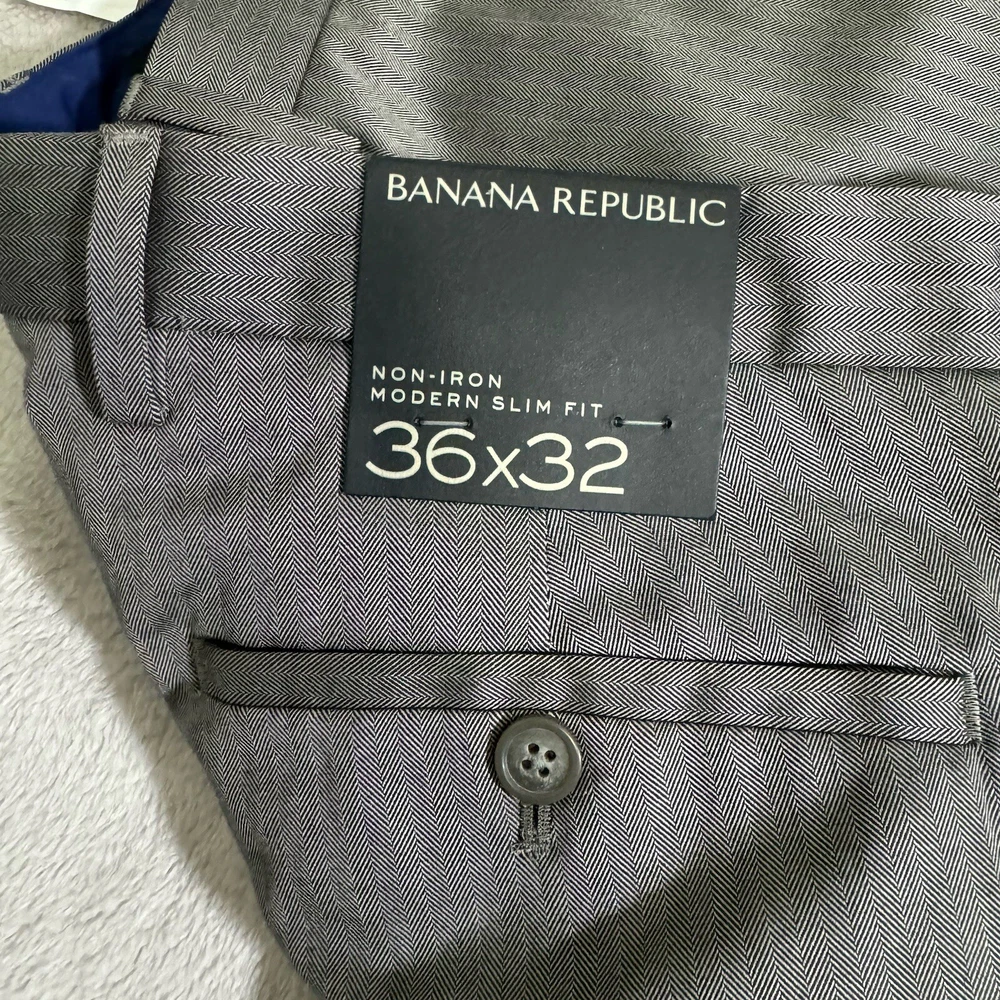 BANANA REPUBLIC
NON-IRON
MODERN SLIM FIT
36x32